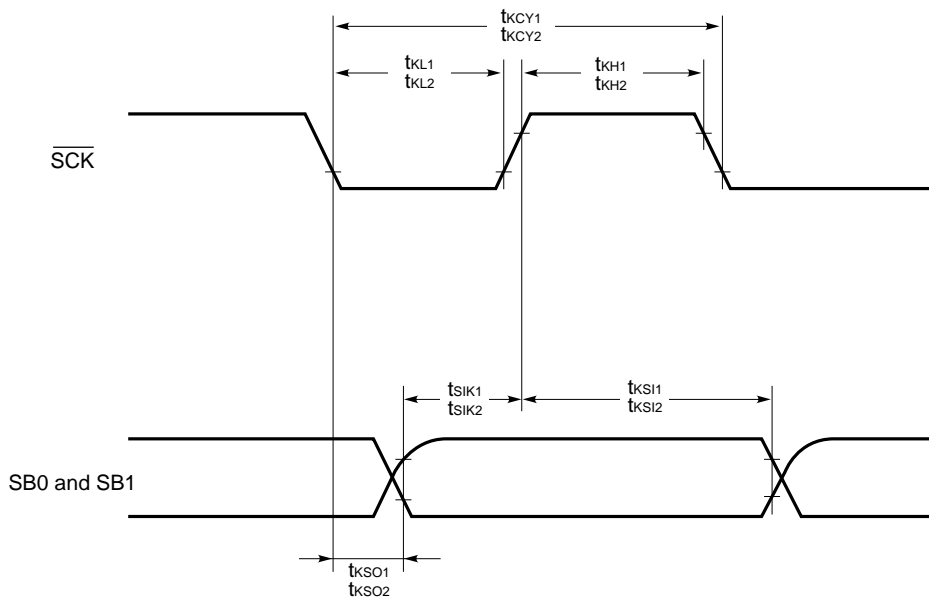 tKCY1
tKCY2
tKL1
tKL2
tKH1
tKH2
SCK
tSIK1
tSIK2
tKSI1
tKSI2
SB0 and SB1
tKSO1
tKSO2